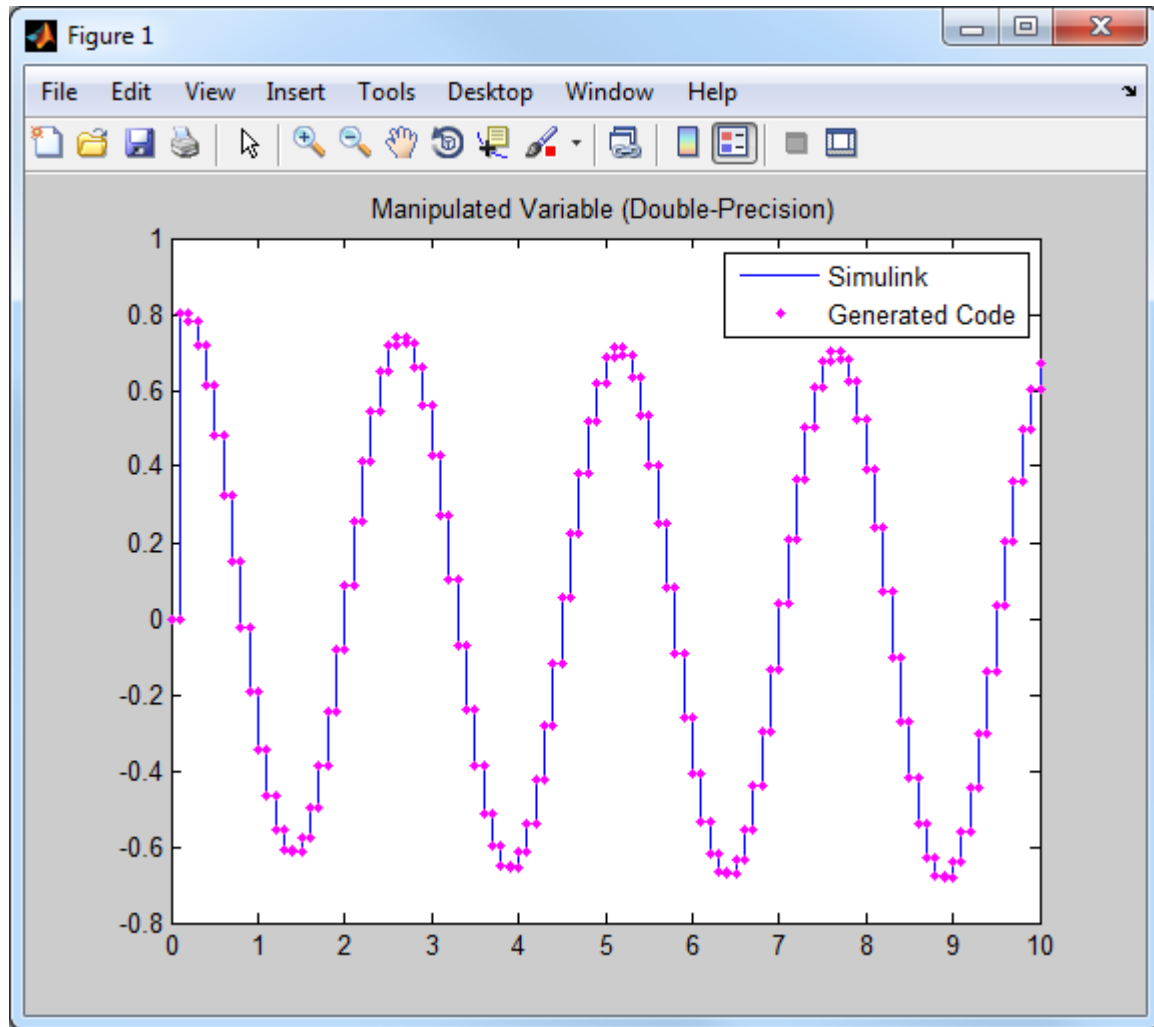 Figure 1
File Edit View Insert Tools Desktop Window Help
Manipulated Variable (Double-Precision)
1
0.8
0.6
0.4
0.2
0
-0.2
-0.4
-0.6
-0.8
Simulink
Generated Code
0 1 2 3 4 5 6 7 8 9 10